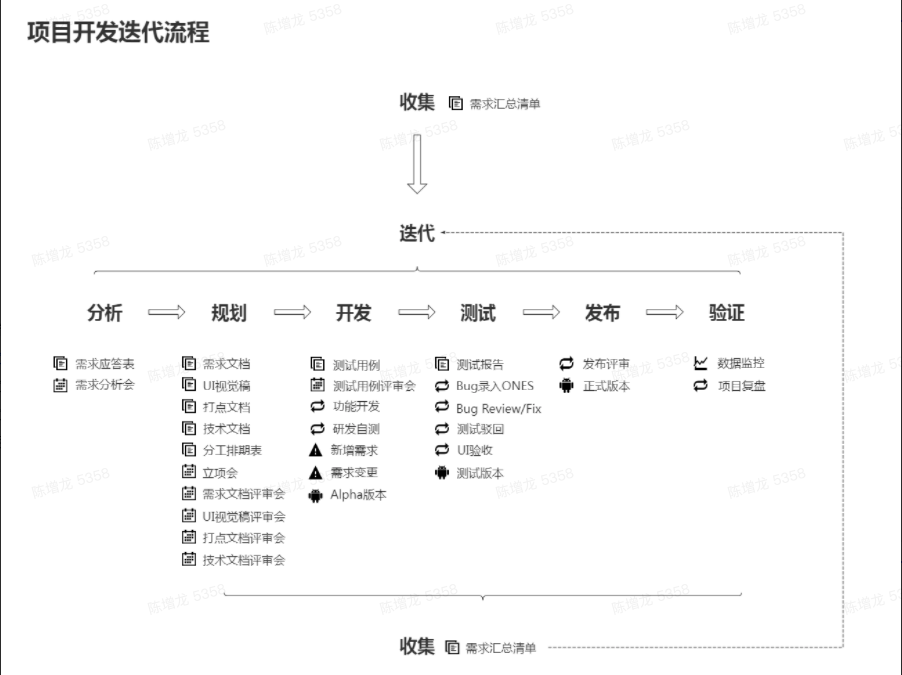 项目开发迭代流程
收集 需求汇总清单
迭代
分析 规划 开发 测试 发布 验证
需求应答表
需求分析会
需求文档
UI视觉稿
打点文档
技术文档
分工排期表
立项会
需求文档评审会
UI视觉稿评审会
打点文档评审会
技术文档评审会
测试用例
测试用例评审会
功能开发
研发自测
新增需求
需求变更
Alpha版本
测试报告
Bug录入ONES
Bug Review/Fix
测试驳回
UI验收
测试版本
发布评审
正式版本
数据监控
项目复盘
收集 需求汇总清单
陈增龙 5358